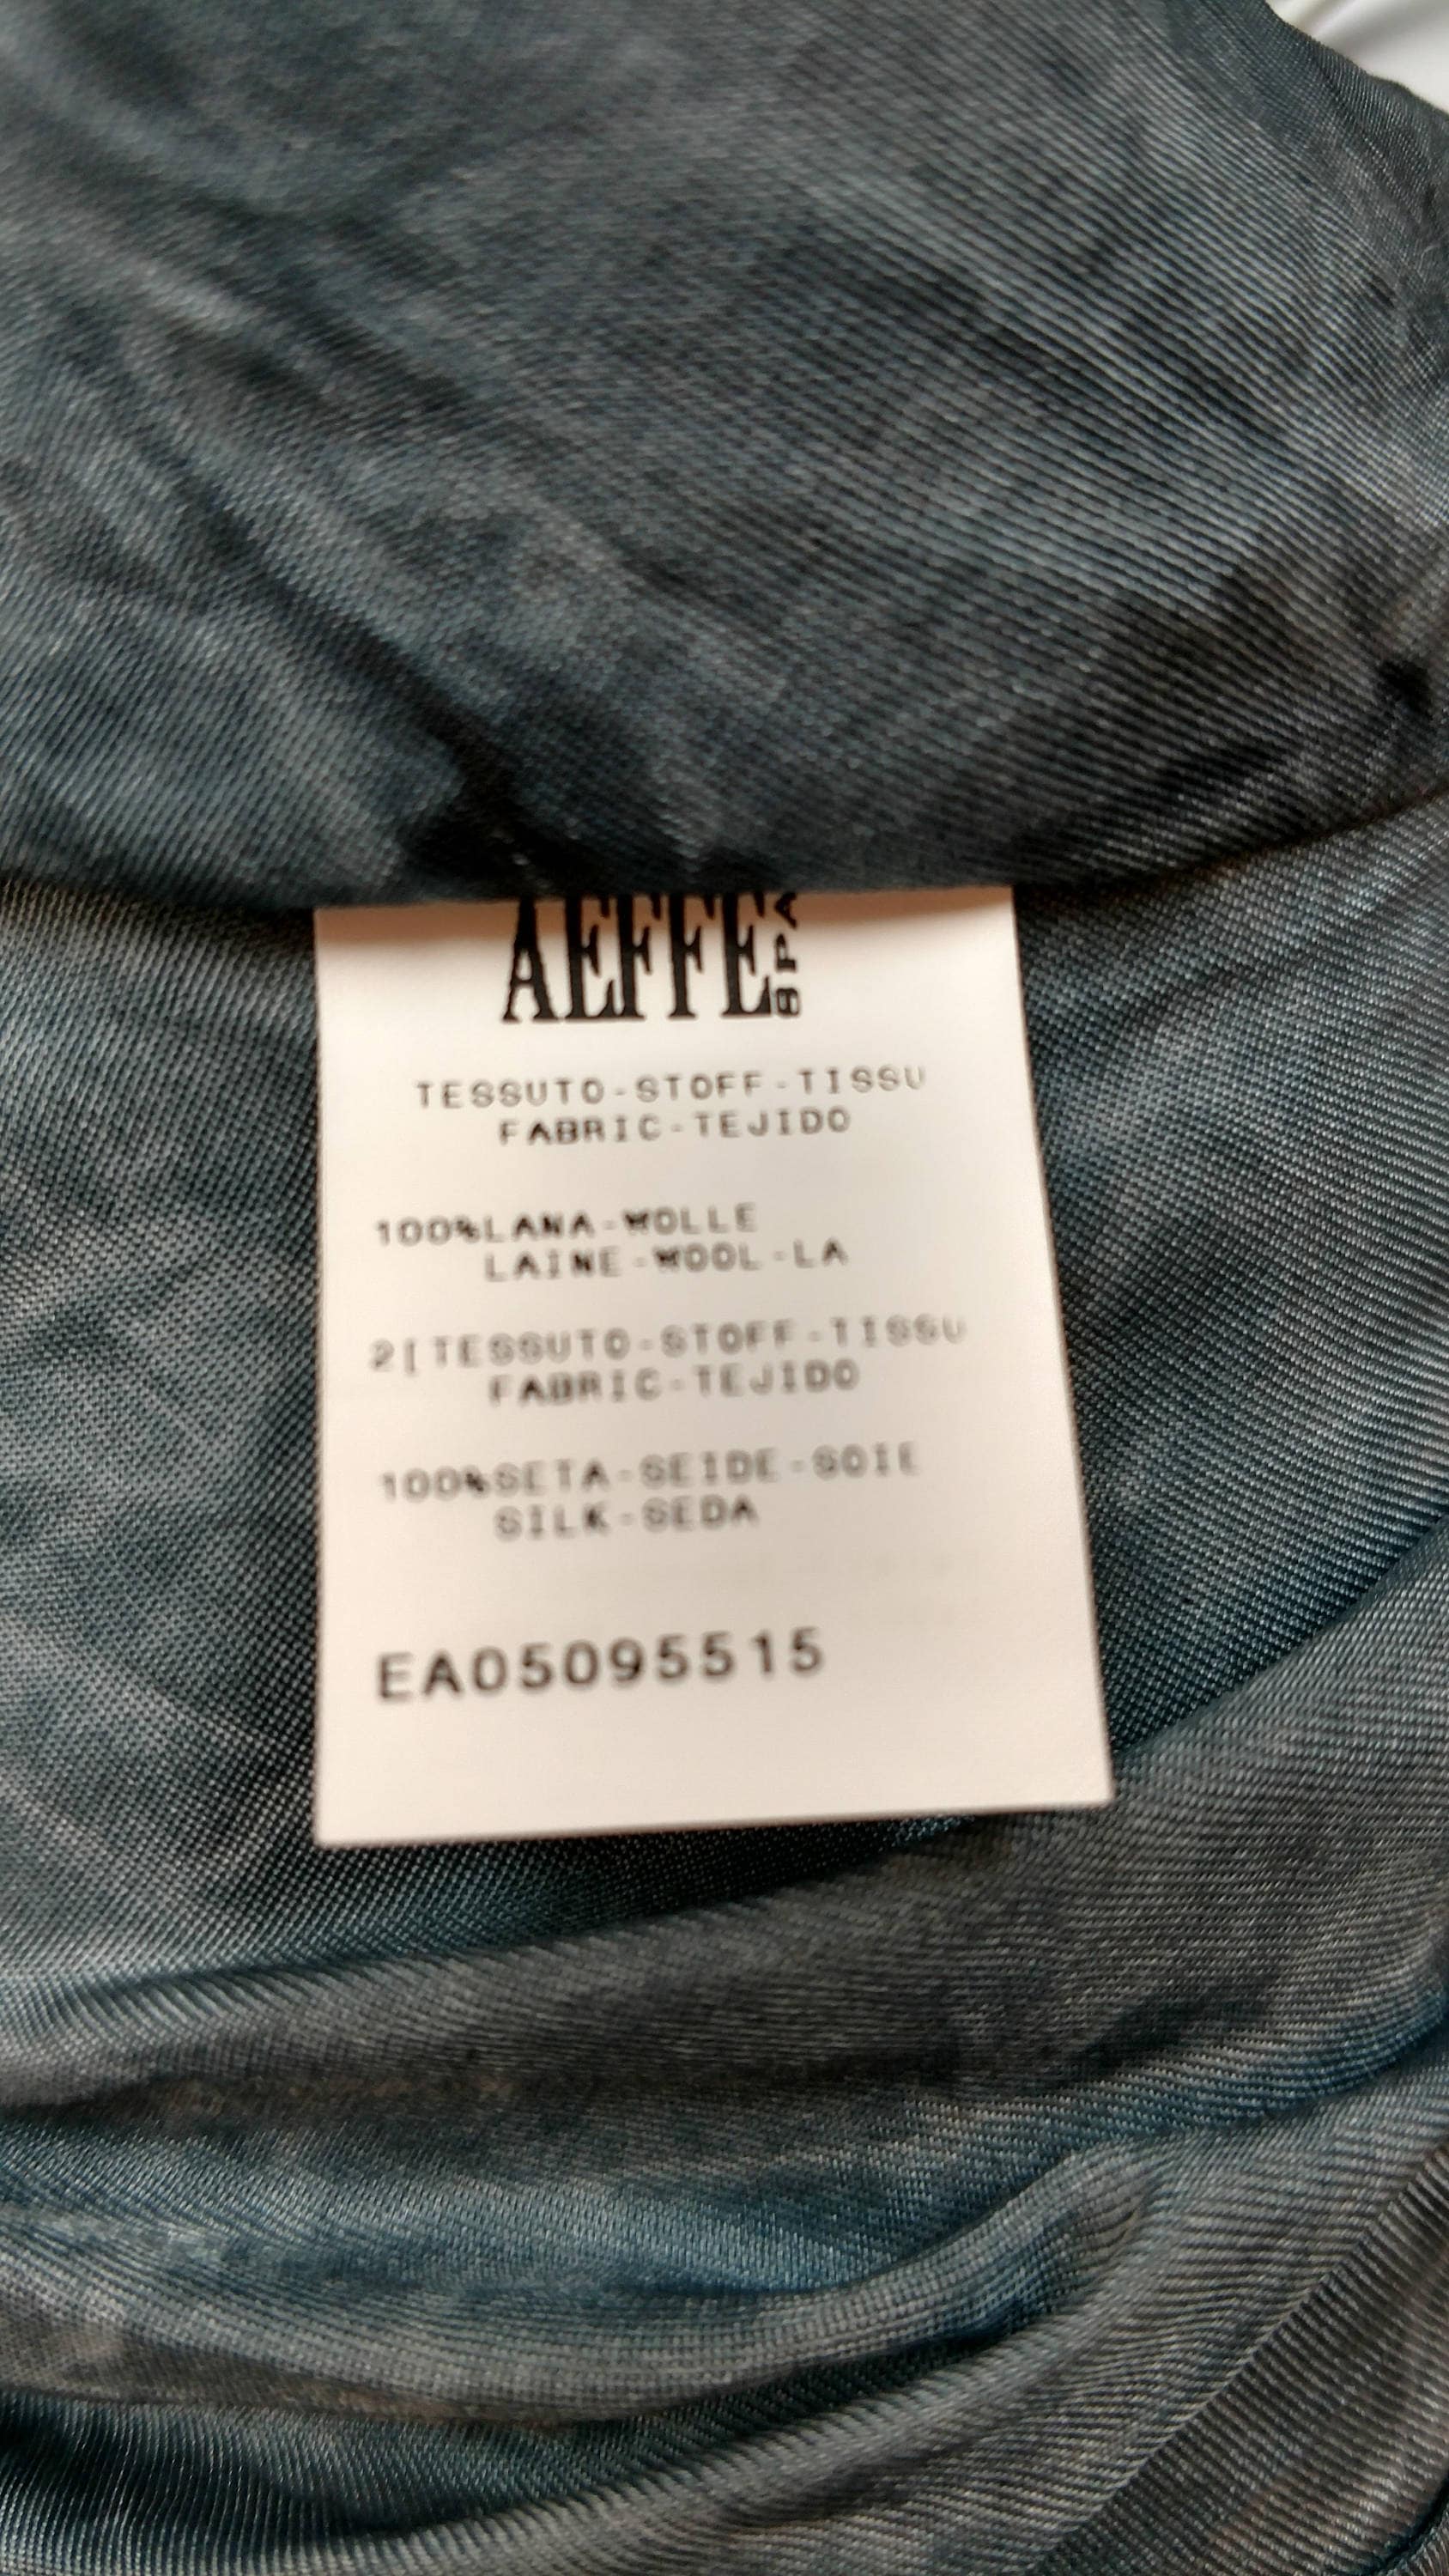 AEFFE SPA
TESSUTO-STOFF-TISSU
FABRIC-TEJIDO
100%LANA-WOLLE
LAINE-WOOL-LA
2[TESSUTO-STOFF-TISSU
FABRIC-TEJIDO
100%SETA-SEIDE-SOIE
SILK-SEDA
EA05095515